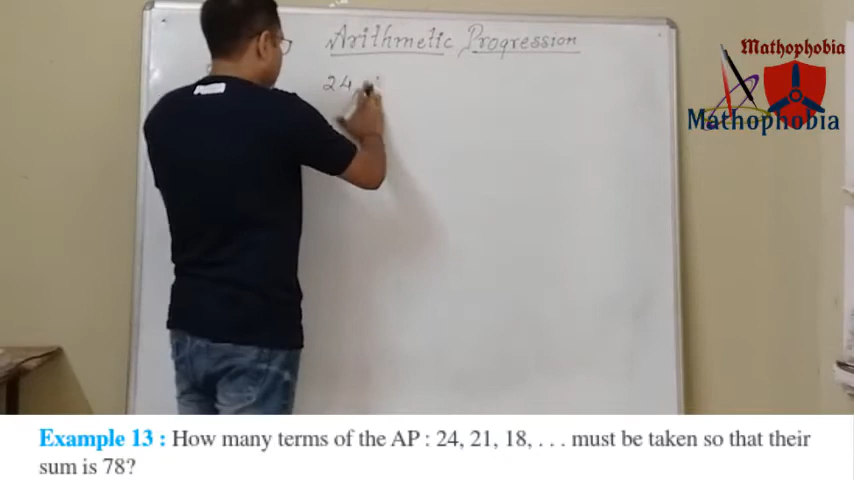 Arithmetic Progression
24
Mathophobia
Mathophobia
Example 13 : How many terms of the AP : 24, 21, 18, . . . must be taken so that their
sum is 78?